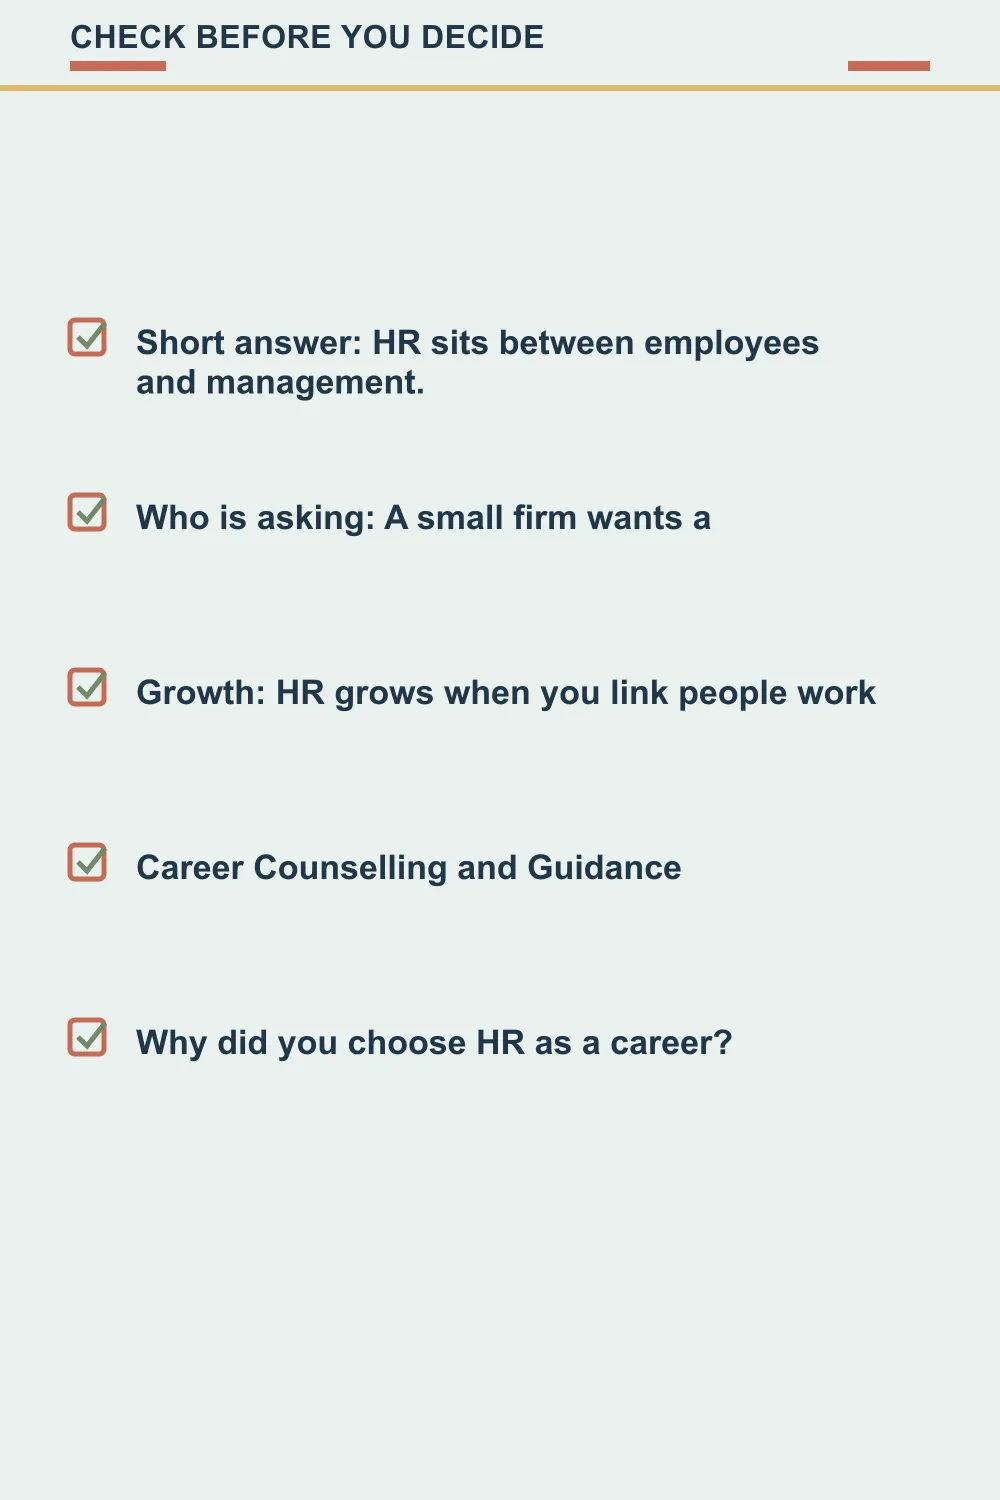 CHECK BEFORE YOU DECIDE
Short answer: HR sits between employees
and management.
Who is asking: A small firm wants a
Growth: HR grows when you link people work
Career Counselling and Guidance
Why did you choose HR as a career?